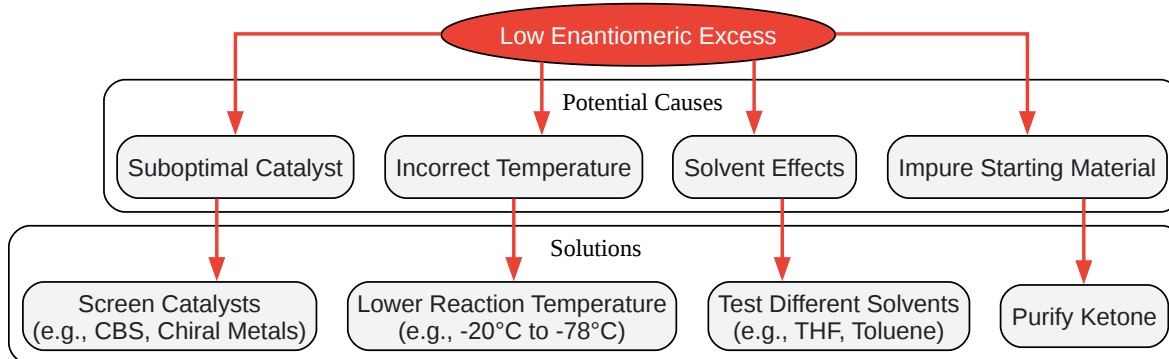 Low Enantiomeric Excess
Potential Causes
Suboptimal Catalyst
Incorrect Temperature
Solvent Effects
Impure Starting Material
Solutions
Screen Catalysts
(e.g., CBS, Chiral Metals)
Lower Reaction Temperature
(e.g., -20°C to -78°C)
Test Different Solvents
(e.g., THF, Toluene)
Purify Ketone